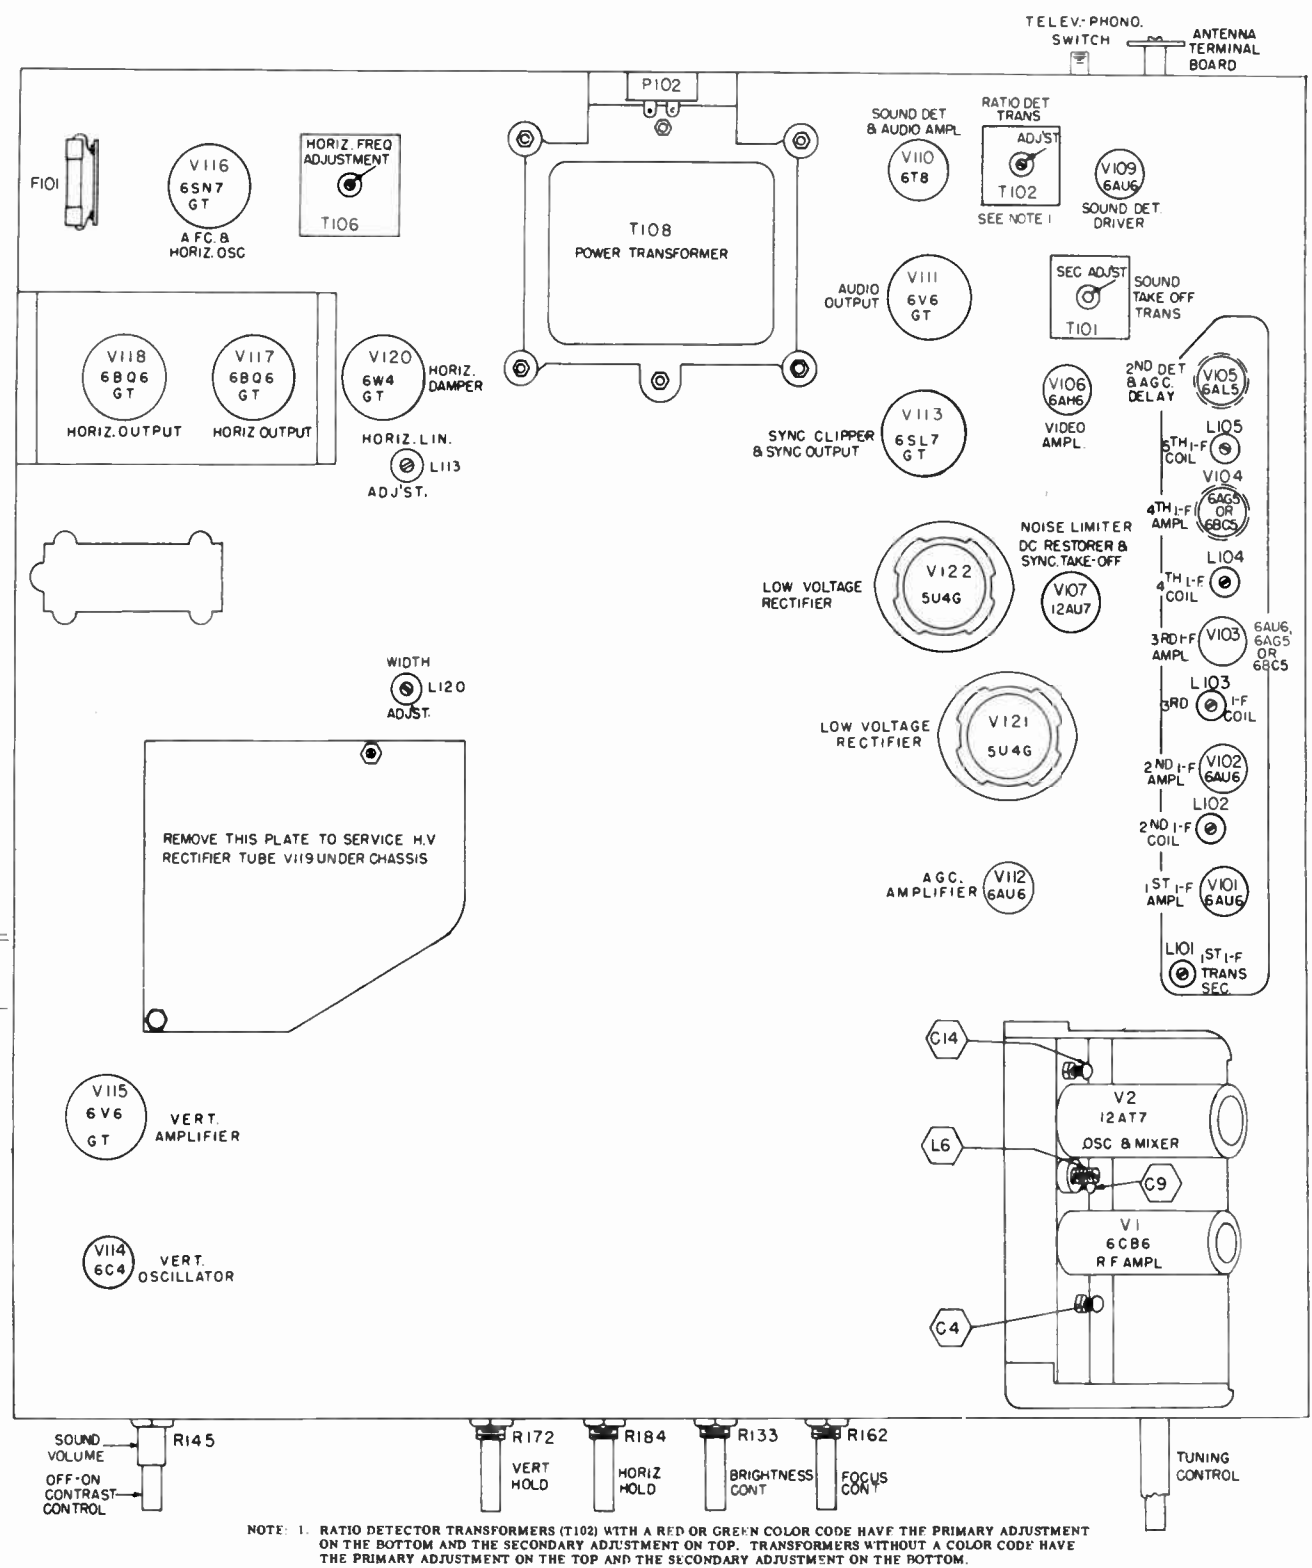 TELEV.-PHONO.
SWITCH
ANTENNA
TERMINAL
BOARD
P102
SOUND DET
& AUDIO AMPL
V110
6T8
RATIO DET
TRANS
ADJ'ST
T102
SEE NOTE 1
V109
6AU6
SOUND DET.
DRIVER
F101
V116
6SN7
GT
A FC. &
HORIZ. OSC
HORIZ. FREQ
ADJUSTMENT
T106
T108
POWER TRANSFORMER
AUDIO
OUTPUT
V111
6V6
GT
SEC ADJ'ST
T101
SOUND
TAKE OFF
TRANS
V118
6BQ6
GT
HORIZ. OUTPUT
V117
6BQ6
GT
HORIZ OUTPUT
V120
6W4
GT
HORIZ.
DAMPER
HORIZ. LIN.
L113
ADJ'ST.
V106
6AH6
VIDEO
AMPL.
2ND DET
& A.G.C.
DELAY
V105
6AL5
SYNC CLIPPER
& SYNC OUTPUT
V113
6SL7
GT
L105
5TH I-F
COIL
V104
4TH I-F
AMPL
6AG5
OR
6BC5
NOISE LIMITER
DC RESTORER &
SYNC. TAKE-OFF
V107
12AU7
LOW VOLTAGE
RECTIFIER
V122
5U4G
L104
4TH I-F
COIL
3RD I-F
AMPL
V103
6AU6,
6AG5
OR
6BC5
WIDTH
L120
ADJST.
L103
3RD
I-F
COIL
LOW VOLTAGE
RECTIFIER
V121
5U4G
2ND I-F
AMPL
V102
6AU6
L102
2ND I-F
COIL
REMOVE THIS PLATE TO SERVICE H.V
RECTIFIER TUBE V119 UNDER CHASSIS
A.G.C.
AMPLIFIER
V112
6AU6
1ST I-F
AMPL
V101
6AU6
L101
1ST I-F
TRANS
SEC.
C14
V2
12AT7
OSC & MIXER
L6
C9
V1
6CB6
R F AMPL
C4
V115
6V6
GT
VERT.
AMPLIFIER
V114
6C4
VERT.
OSCILLATOR
SOUND
VOLUME
R145
OFF-ON
CONTRAST
CONTROL
R172
VERT
HOLD
R184
HORIZ
HOLD
R133
BRIGHTNESS
CONT
R162
FOCUS
CONT
TUNING
CONTROL
NOTE: 1. RATIO DETECTOR TRANSFORMERS (T102) WITH A RED OR GREEN COLOR CODE HAVE THE PRIMARY ADJUSTMENT
ON THE BOTTOM AND THE SECONDARY ADJUSTMENT ON TOP. TRANSFORMERS WITHOUT A COLOR CODE HAVE
THE PRIMARY ADJUSTMENT ON THE TOP AND THE SECONDARY ADJUSTMENT ON THE BOTTOM.